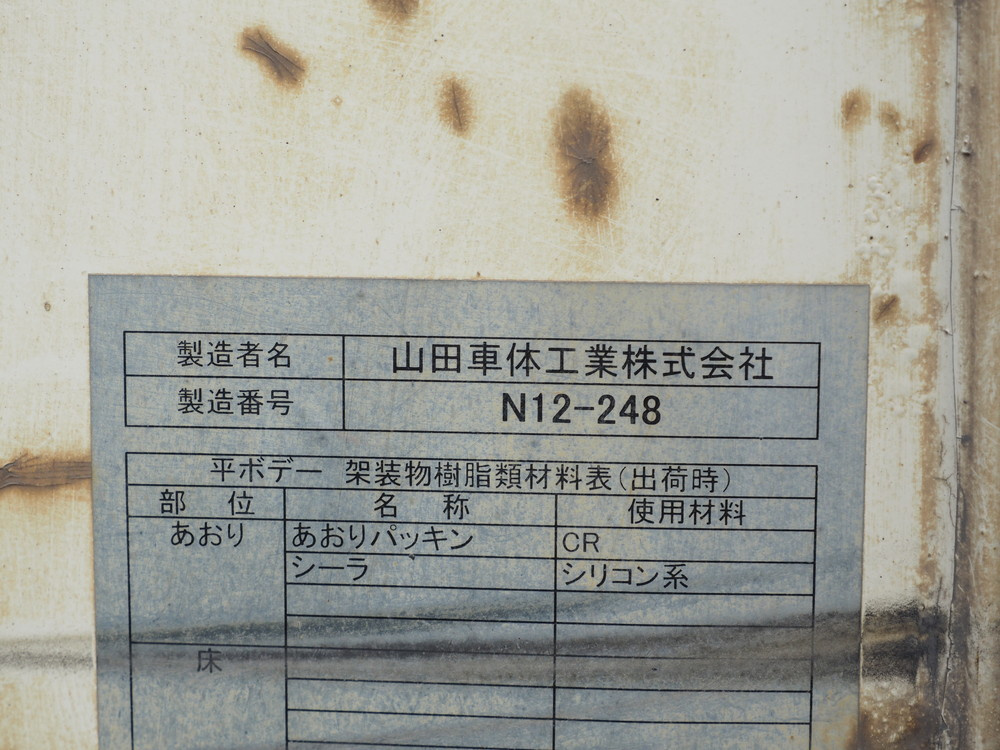 製造者名 山田車体工業株式会社
製造番号 N12-248
平ボデー 架装物樹脂類材料表(出荷時)
部 位 名 称 使用材料
あおり あおりパッキン CR
シーラ シリコン系
床